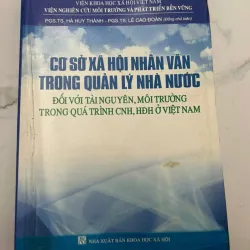 VIỆN KHOA HỌC XÃ HỘI VIỆT NAM
VIỆN NGHIÊN CỨU MÔI TRƯỜNG VÀ PHÁT TRIỂN BỀN VỮNG
PGS.TS. HÀ HUY THÀNH - PGS.TS. LÊ CAO ĐOÀN (Đồng chủ biên)
CƠ SỞ XÃ HỘI NHÂN VĂN
TRONG QUẢN LÝ NHÀ NƯỚC
ĐỐI VỚI TÀI NGUYÊN, MÔI TRƯỜNG
TRONG QUÁ TRÌNH CNH, HĐH Ở VIỆT NAM
NHÀ XUẤT BẢN KHOA HỌC XÃ HỘI